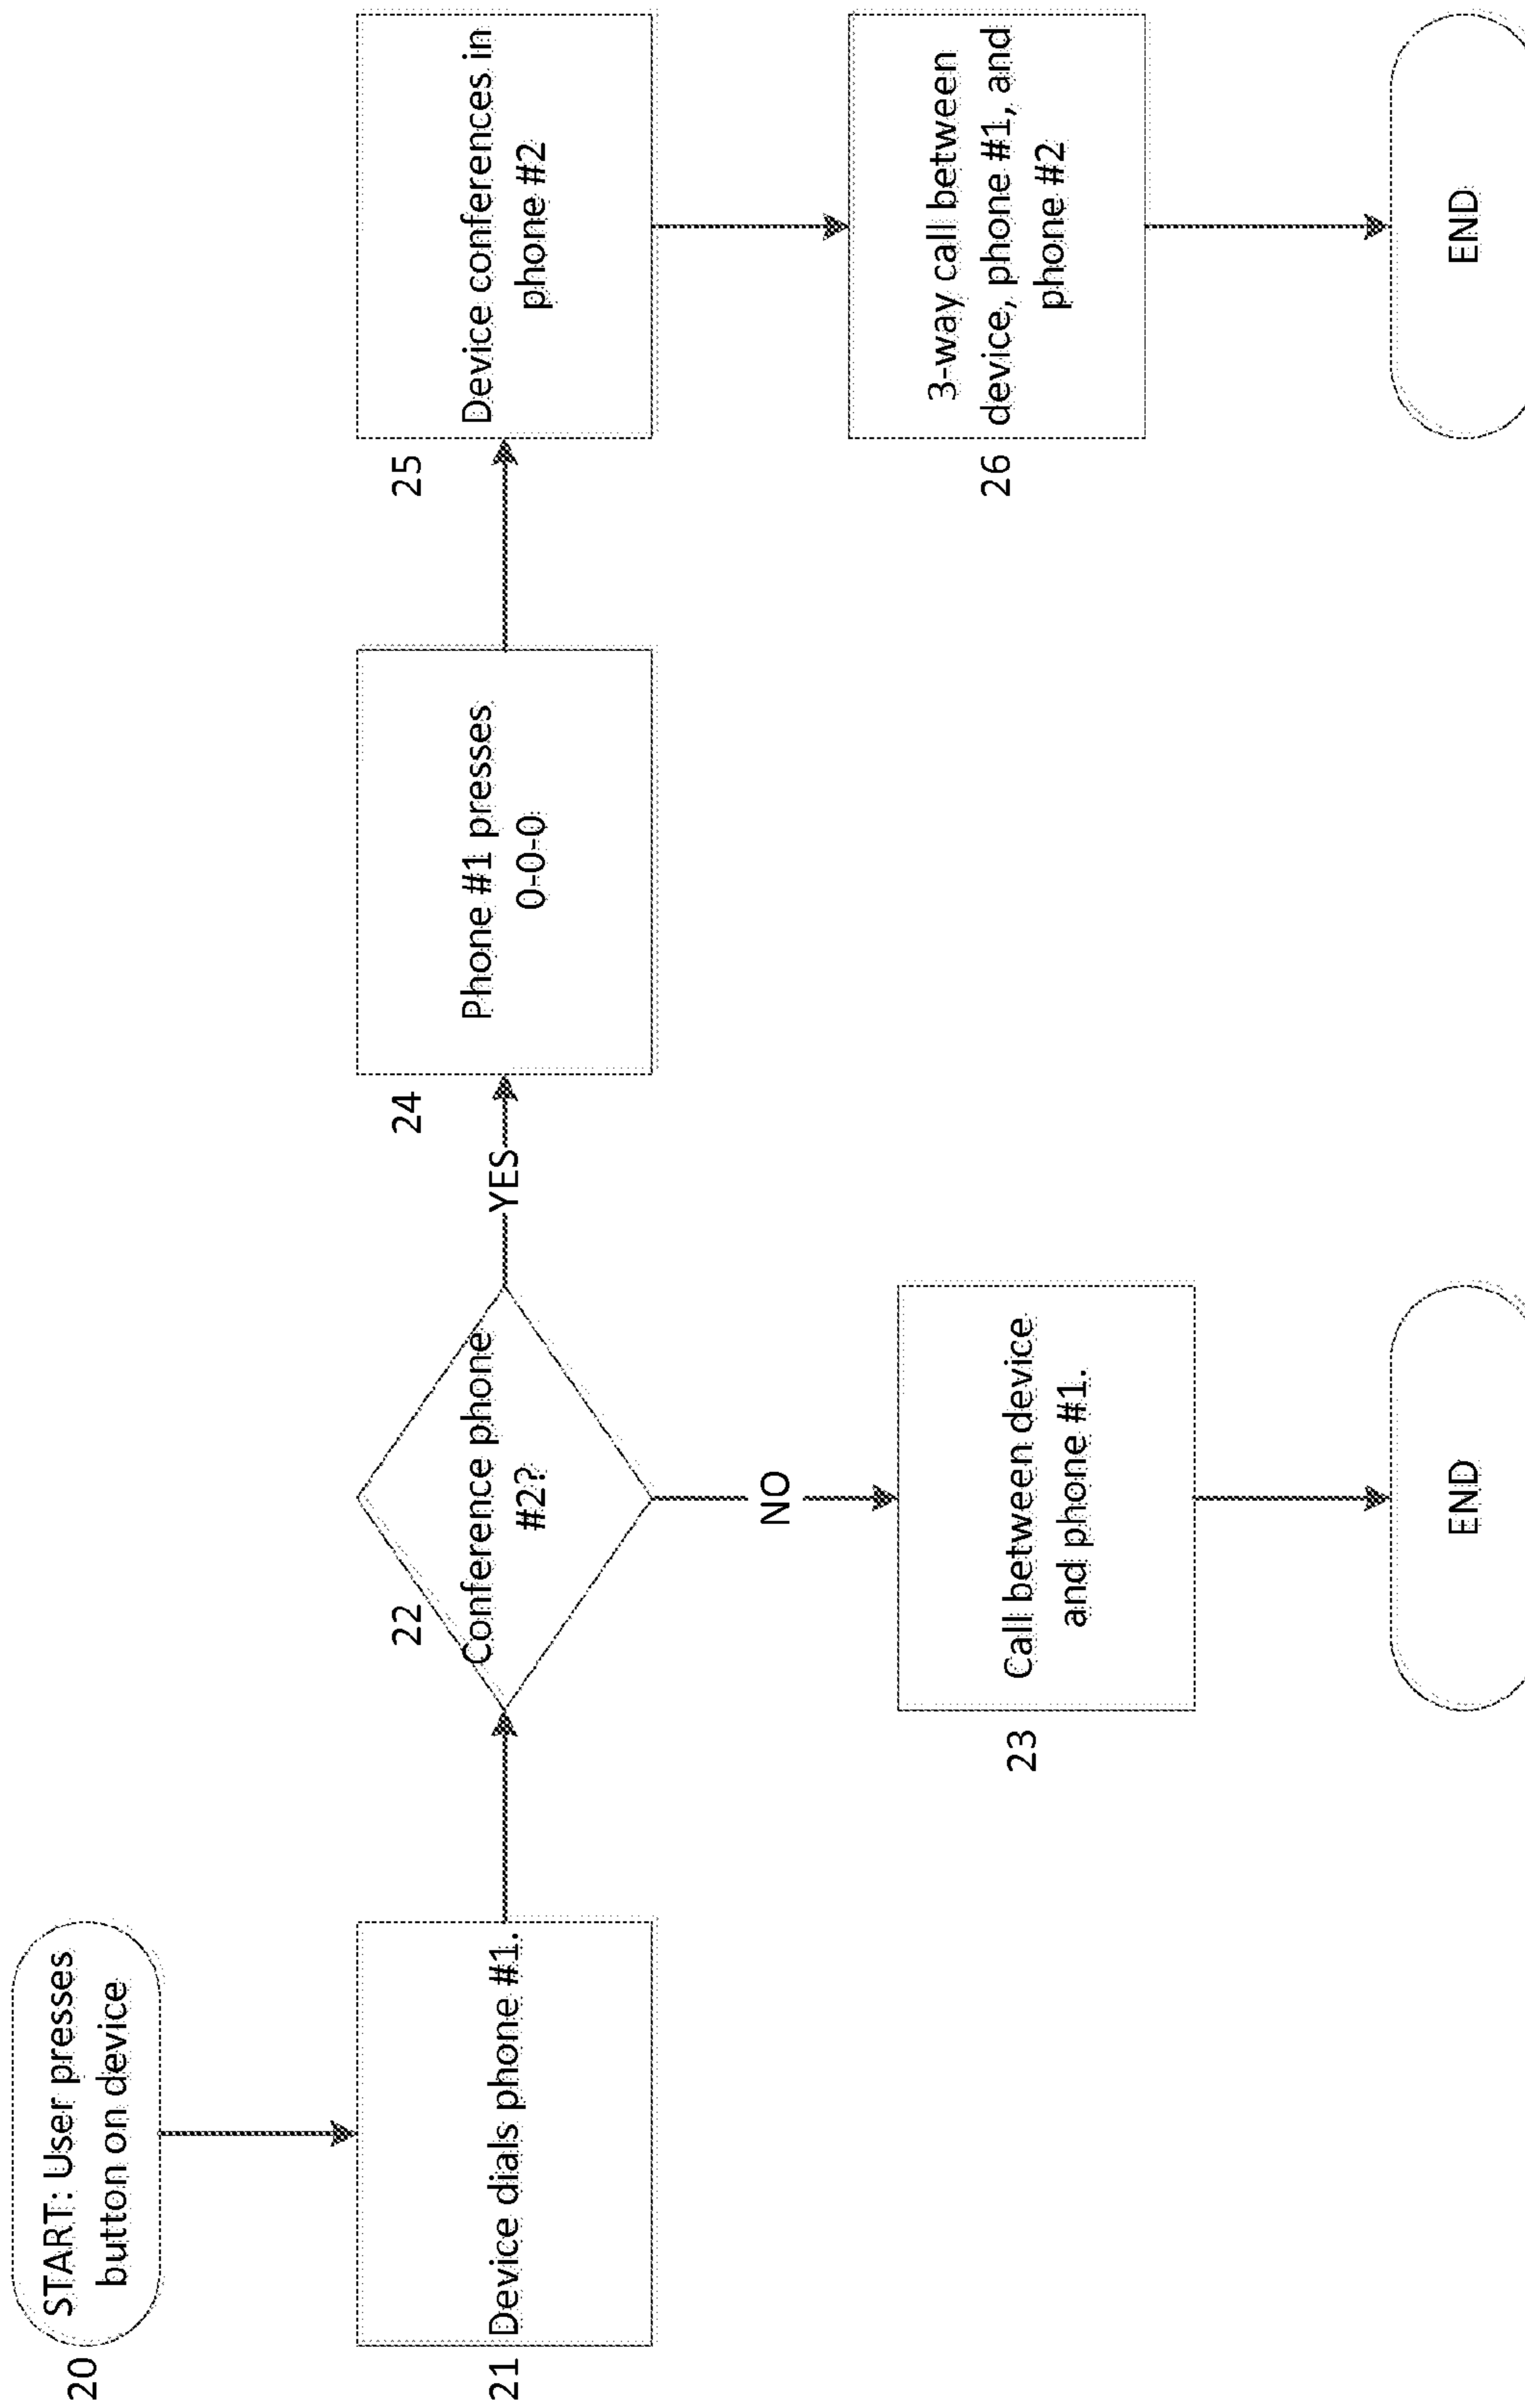 20
START: User presses
button on device
21
Device dials phone #1.
22
Conference phone
#2?
YES
NO
23
Call between device
and phone #1.
END
24
Phone #1 presses
0-0-0
25
Device conferences in
phone #2
26
3-way call between
device, phone #1, and
phone #2
END